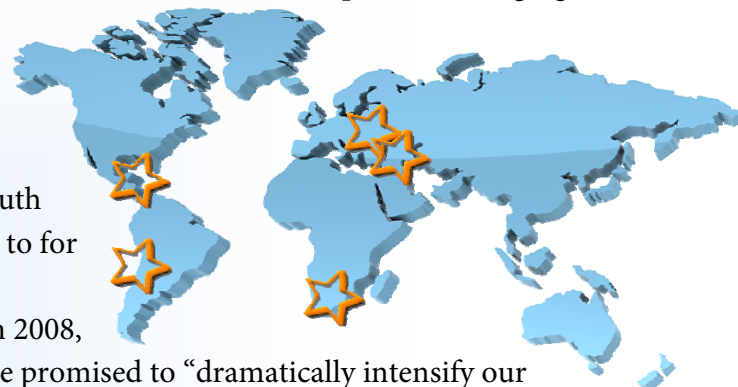 uth
to for
n 2008,
e promised to “dramatically intensify our